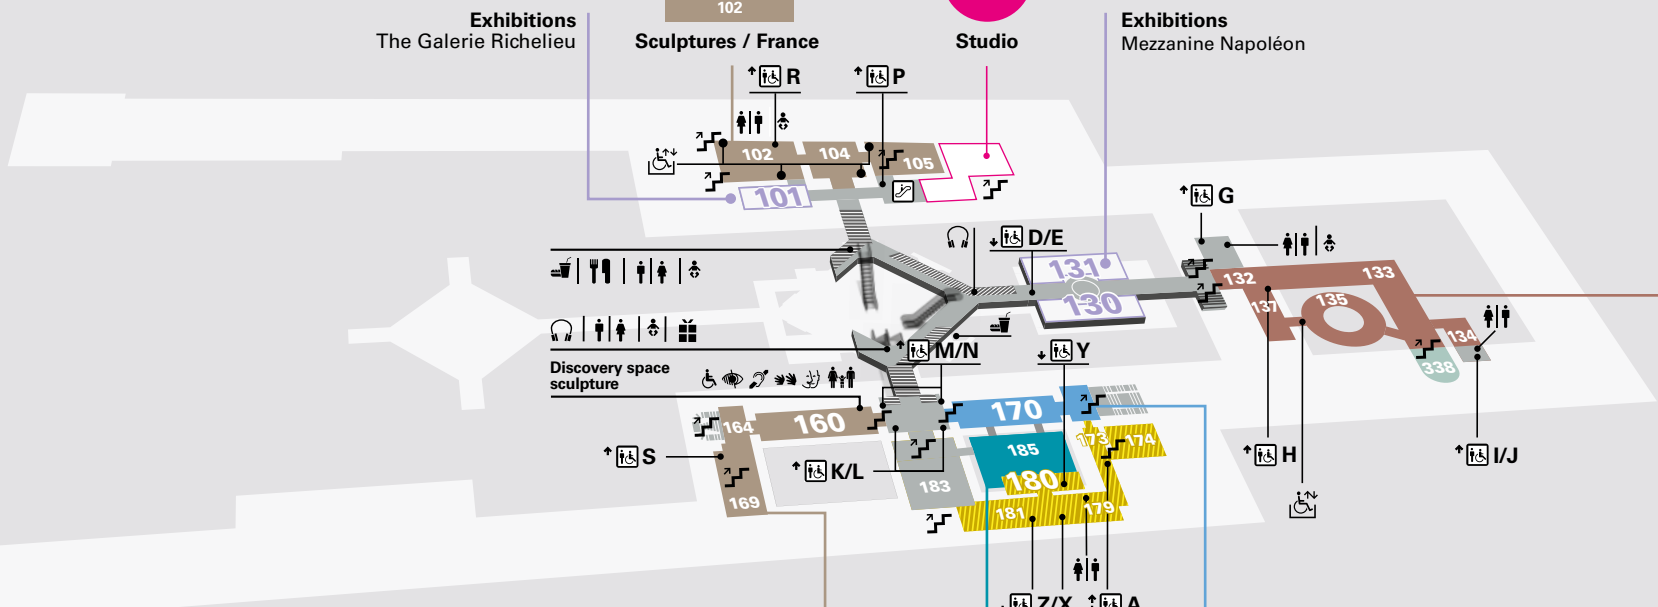 102
Exhibitions
The Galerie Richelieu
Sculptures / France
Studio
Exhibitions
Mezzanine Napoléon
R
P
102
104
105
101
G
D/E
131
130
132
133
135
137
134
338
M/N
Y
Discovery space
sculpture
160
170
164
173
174
185
180
S
K/L
H
I/J
183
169
181
179
Z/X
A